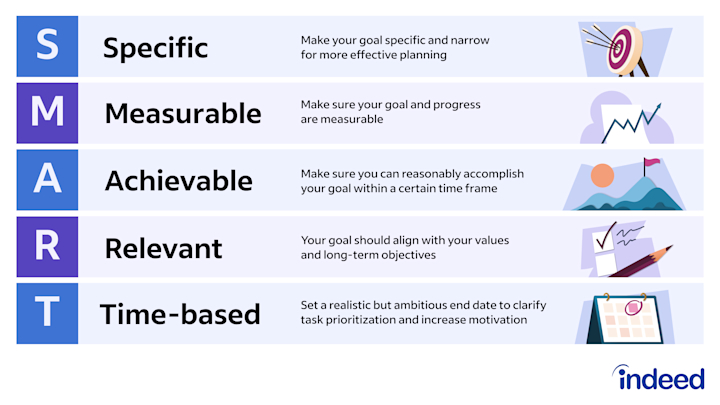 S
Specific
Make your goal specific and narrow
for more effective planning
M
Measurable
Make sure your goal and progress
are measurable
A
Achievable
Make sure you can reasonably accomplish
your goal within a certain time frame
R
Relevant
Your goal should align with your values
and long-term objectives
T
Time-based
Set a realistic but ambitious end date to clarify
task prioritization and increase motivation
indeed